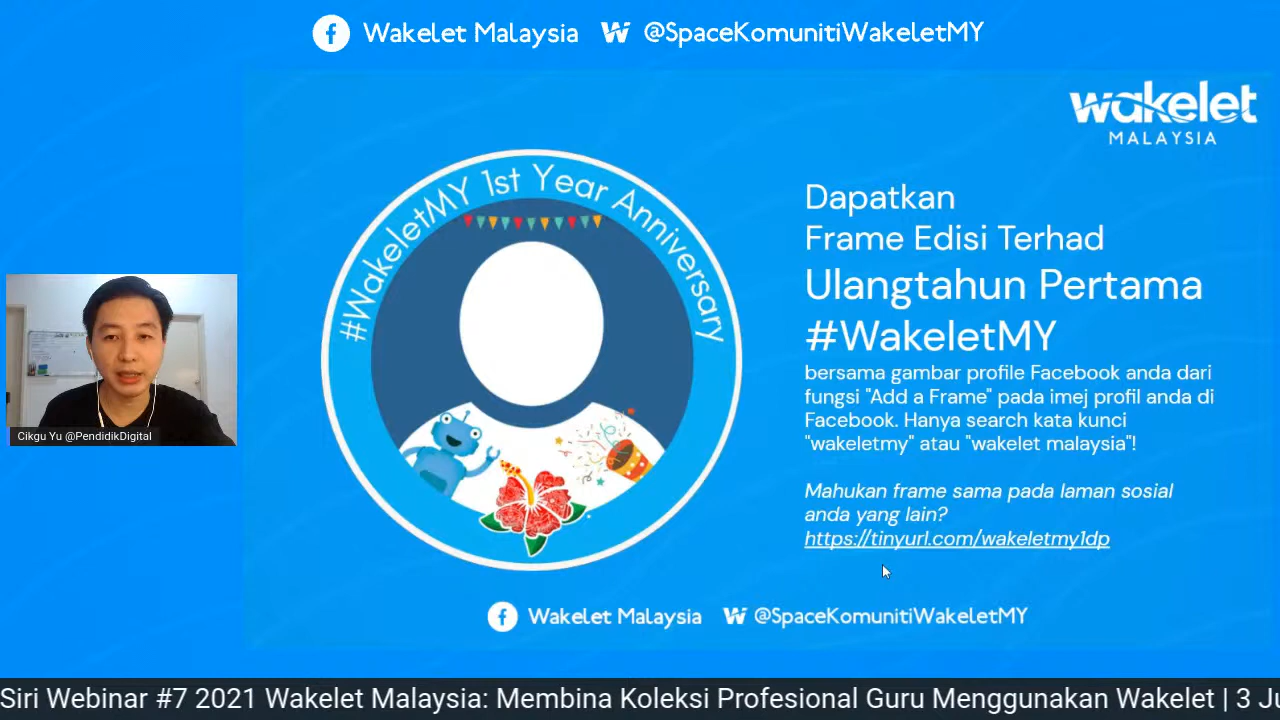 Wakelet Malaysia @SpaceKomunitiWakeletMY
wakelet
MALAYSIA
#WakeletMY 1st Year Anniversary
Dapatkan
Frame Edisi Terhad
Ulangtahun Pertama
#WakeletMY
bersama gambar profile Facebook anda dari
fungsi "Add a Frame" pada imej profil anda di
Facebook. Hanya search kata kunci
"wakeletmy" atau "wakelet malaysia"!
Mahukan frame sama pada laman sosial
anda yang lain?
https://tinyurl.com/wakeletmy1dp
Cikgu Yu @PendidikDigital
Wakelet Malaysia @SpaceKomunitiWakeletMY
Siri Webinar #7 2021 Wakelet Malaysia: Membina Koleksi Profesional Guru Menggunakan Wakelet | 3 Ju